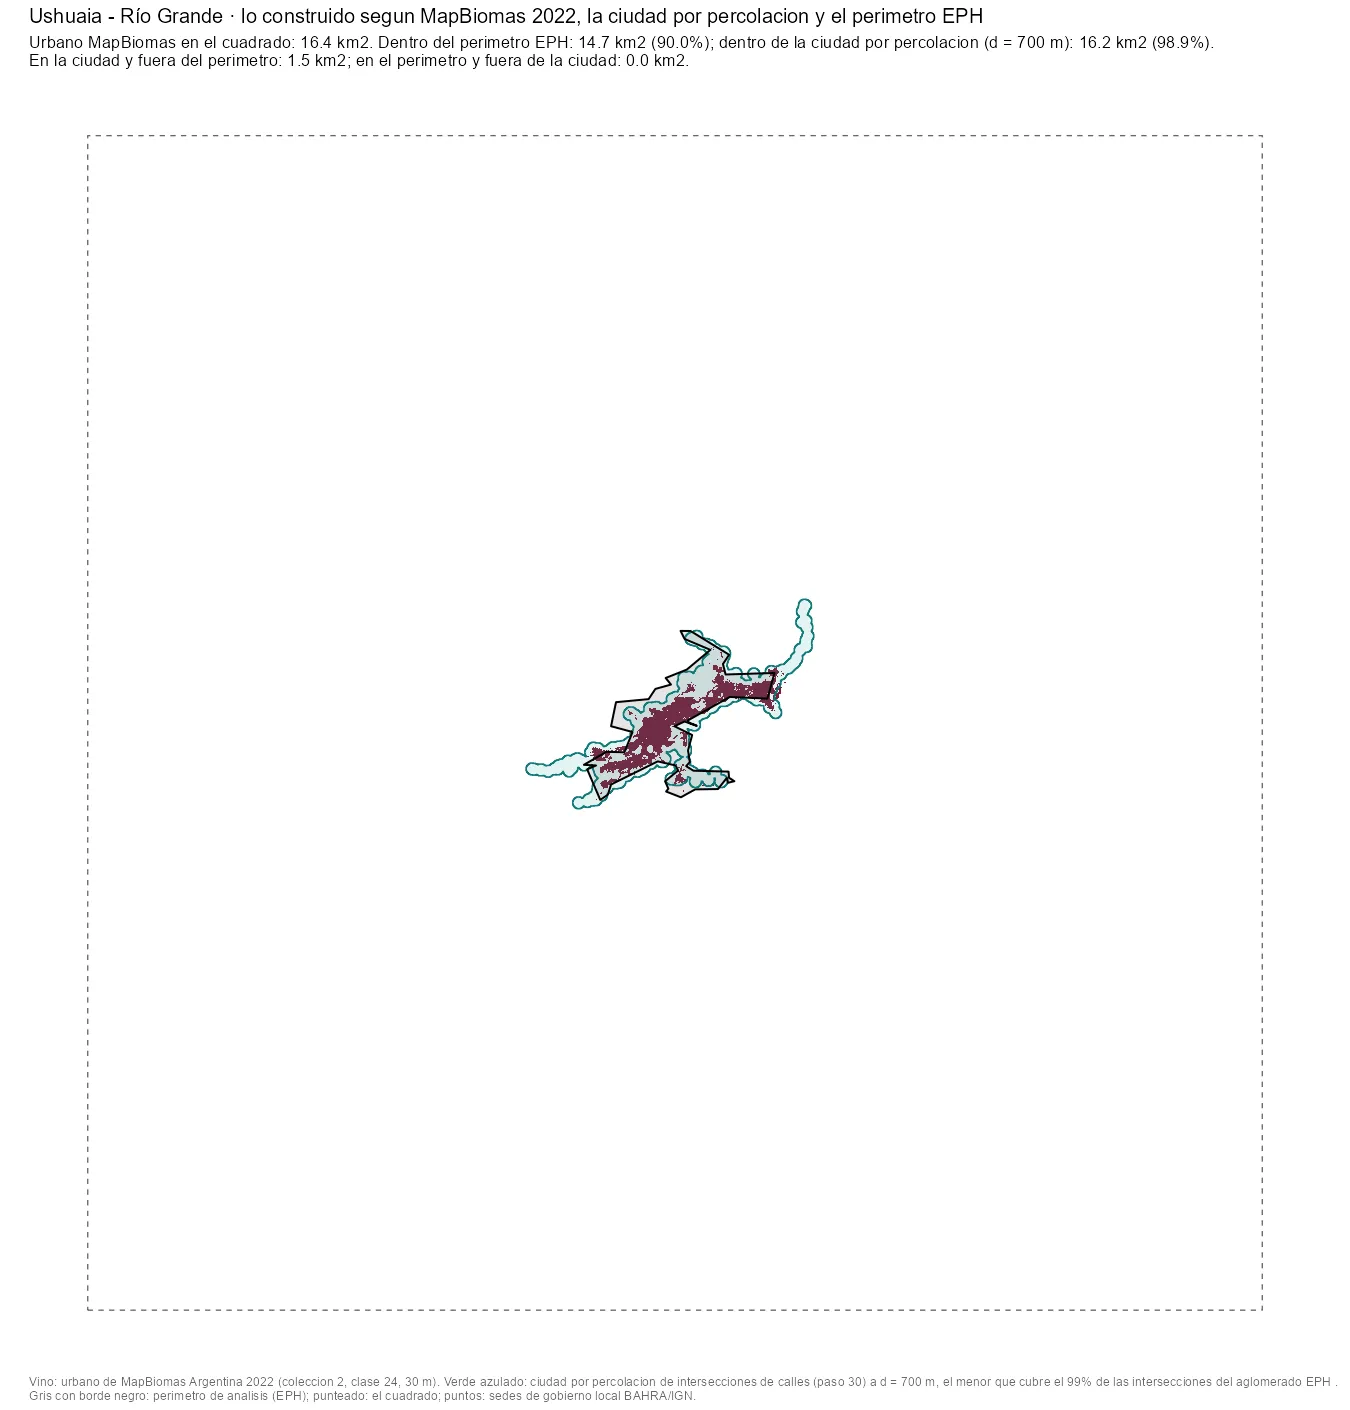 Ushuaia - Río Grande · lo construido segun MapBiomas 2022, la ciudad por percolacion y el perimetro EPH
Urbano MapBiomas en el cuadrado: 16.4 km2. Dentro del perimetro EPH: 14.7 km2 (90.0%); dentro de la ciudad por percolacion (d = 700 m): 16.2 km2 (98.9%).
En la ciudad y fuera del perimetro: 1.5 km2; en el perimetro y fuera de la ciudad: 0.0 km2.
Vino: urbano de MapBiomas Argentina 2022 (coleccion 2, clase 24, 30 m). Verde azulado: ciudad por percolacion de intersecciones de calles (paso 30) a d = 700 m, el menor que cubre el 99% de las intersecciones del aglomerado EPH .
Gris con borde negro: perimetro de analisis (EPH); punteado: el cuadrado; puntos: sedes de gobierno local BAHRA/IGN.